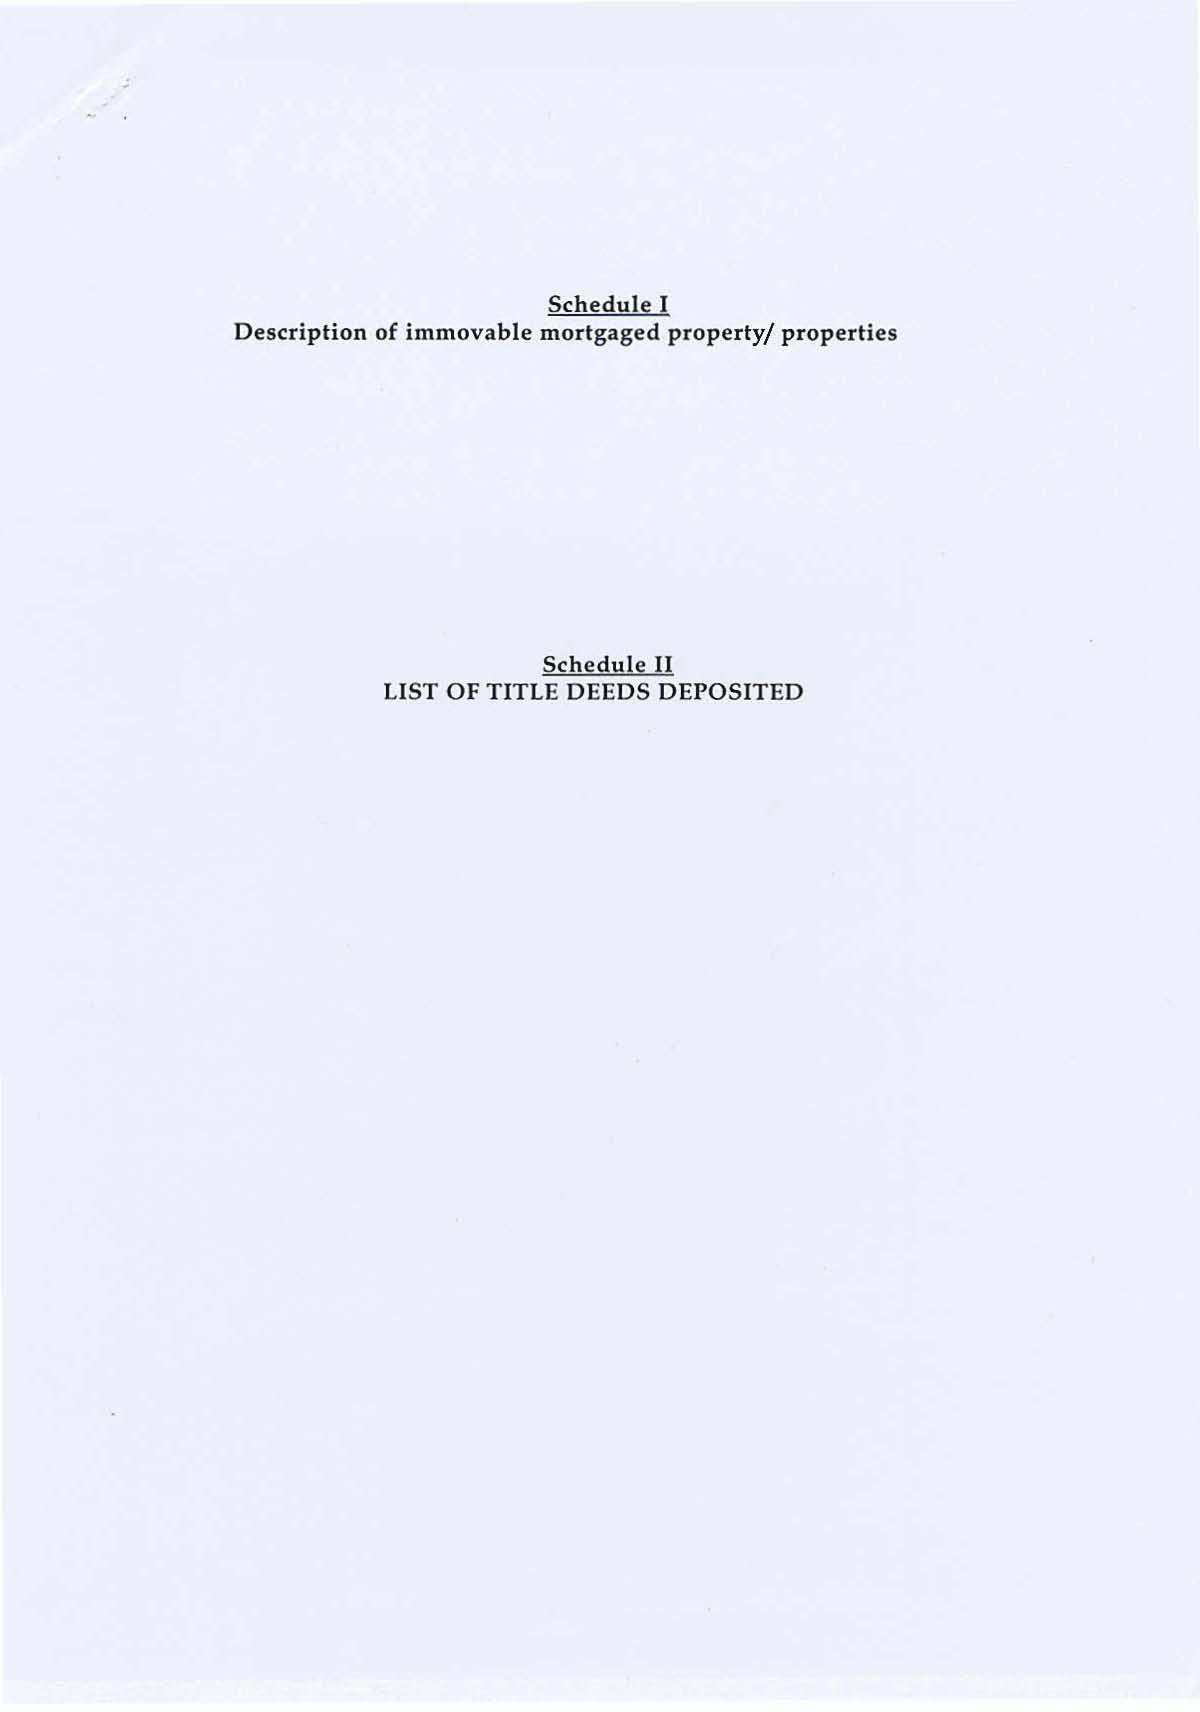 Schedule I
Description of immovable mortgaged property/ properties
Schedule II
LIST OF TITLE DEEDS DEPOSITED